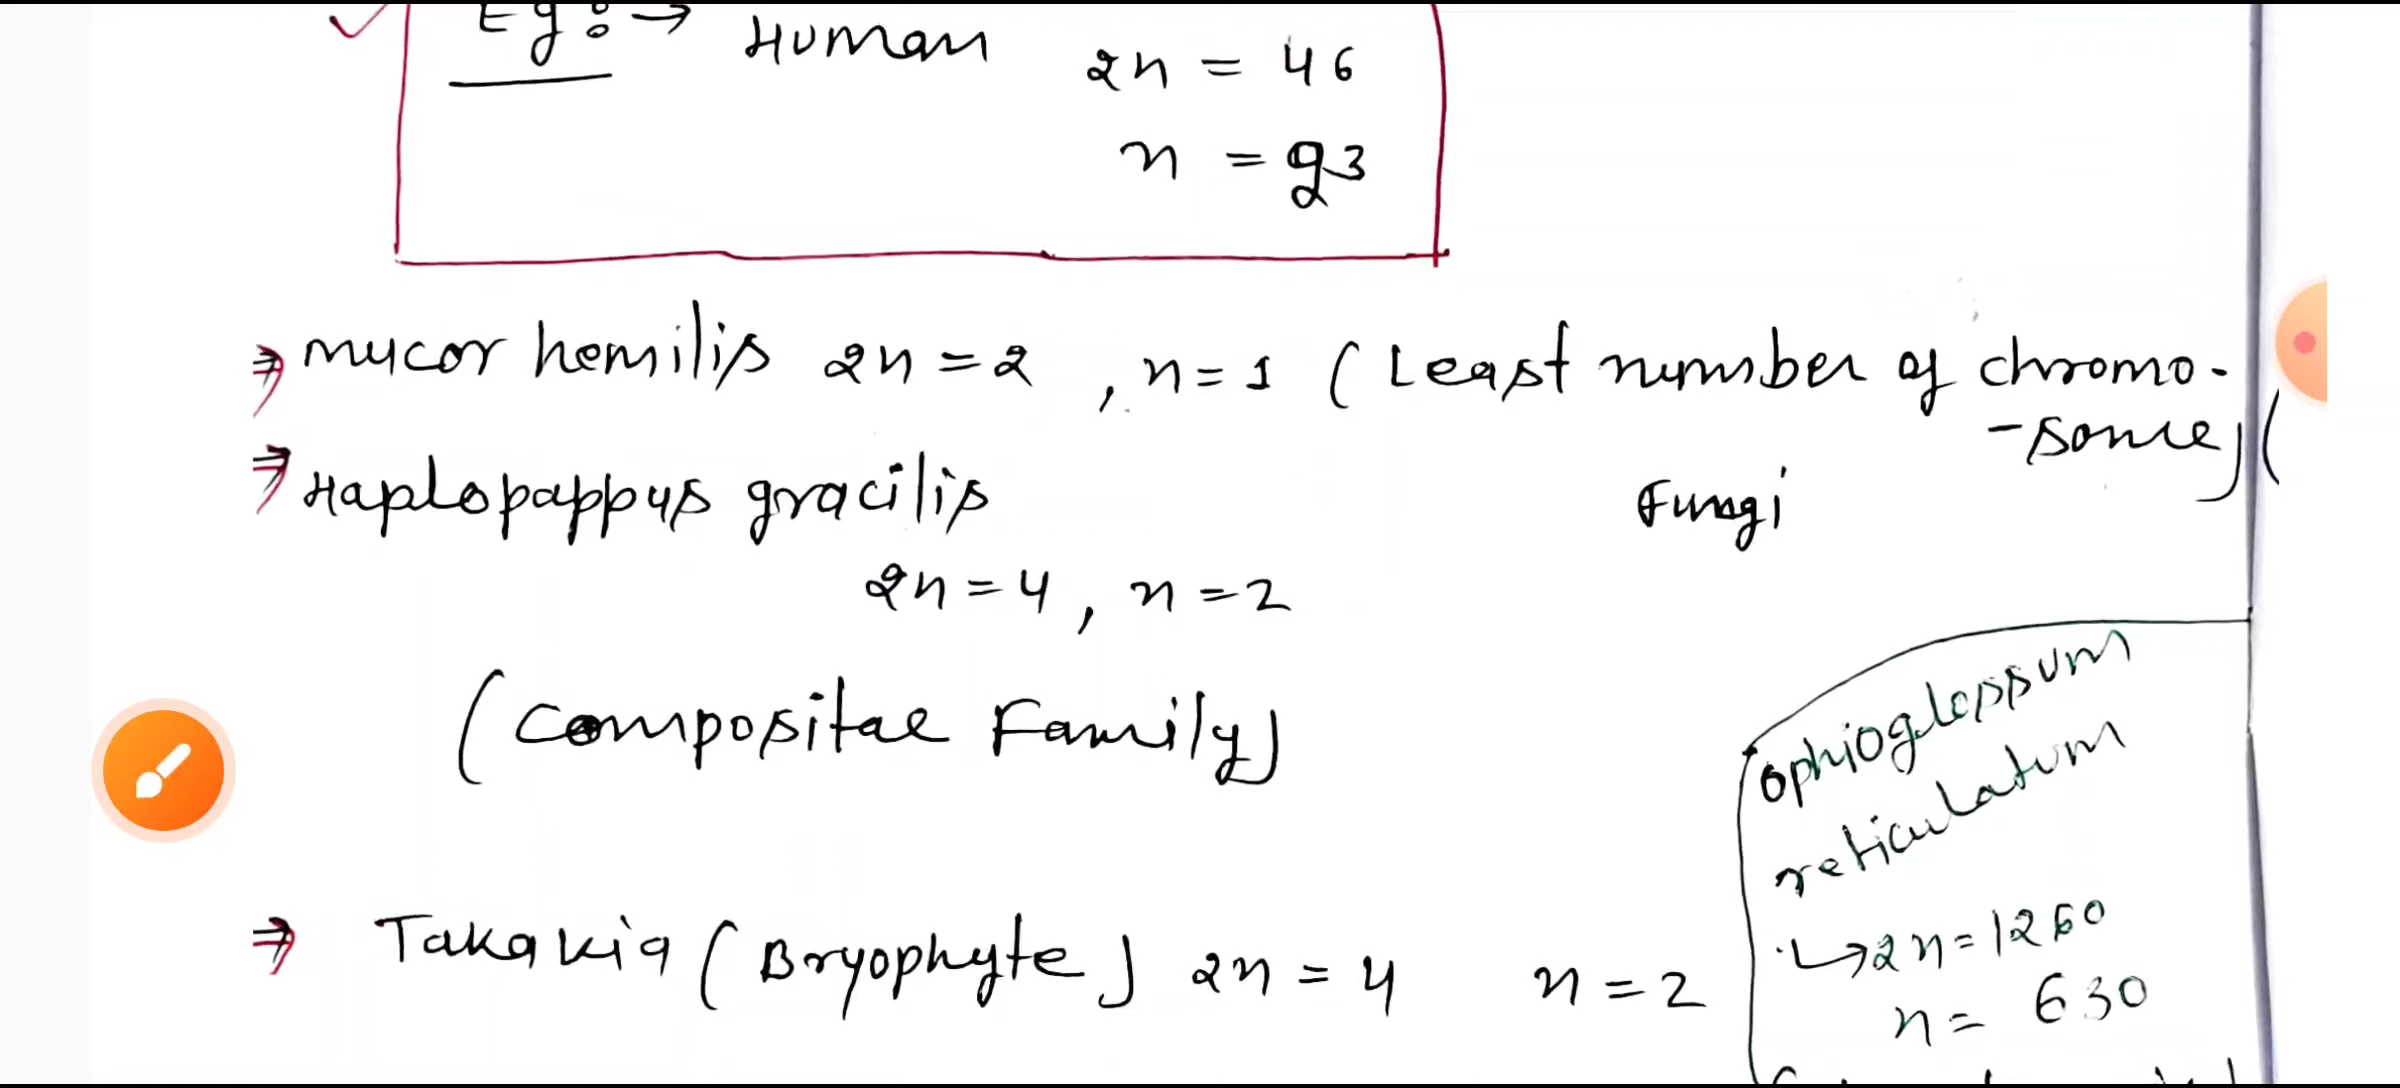 Eg:→ Human 2n = 46
n = 23
⇒ mucor hemilis 2n = 2 , n = 1 ( Least number of chromo-
-some)
Fungi
⇒ Haplopappus gracilis
2n = 4 , n = 2
( Compositae Family)
⇒ Takakia ( Bryophyte ) 2n = 4 n = 2
ophioglossum
reticulatum
↳ 2n = 1260
n = 630